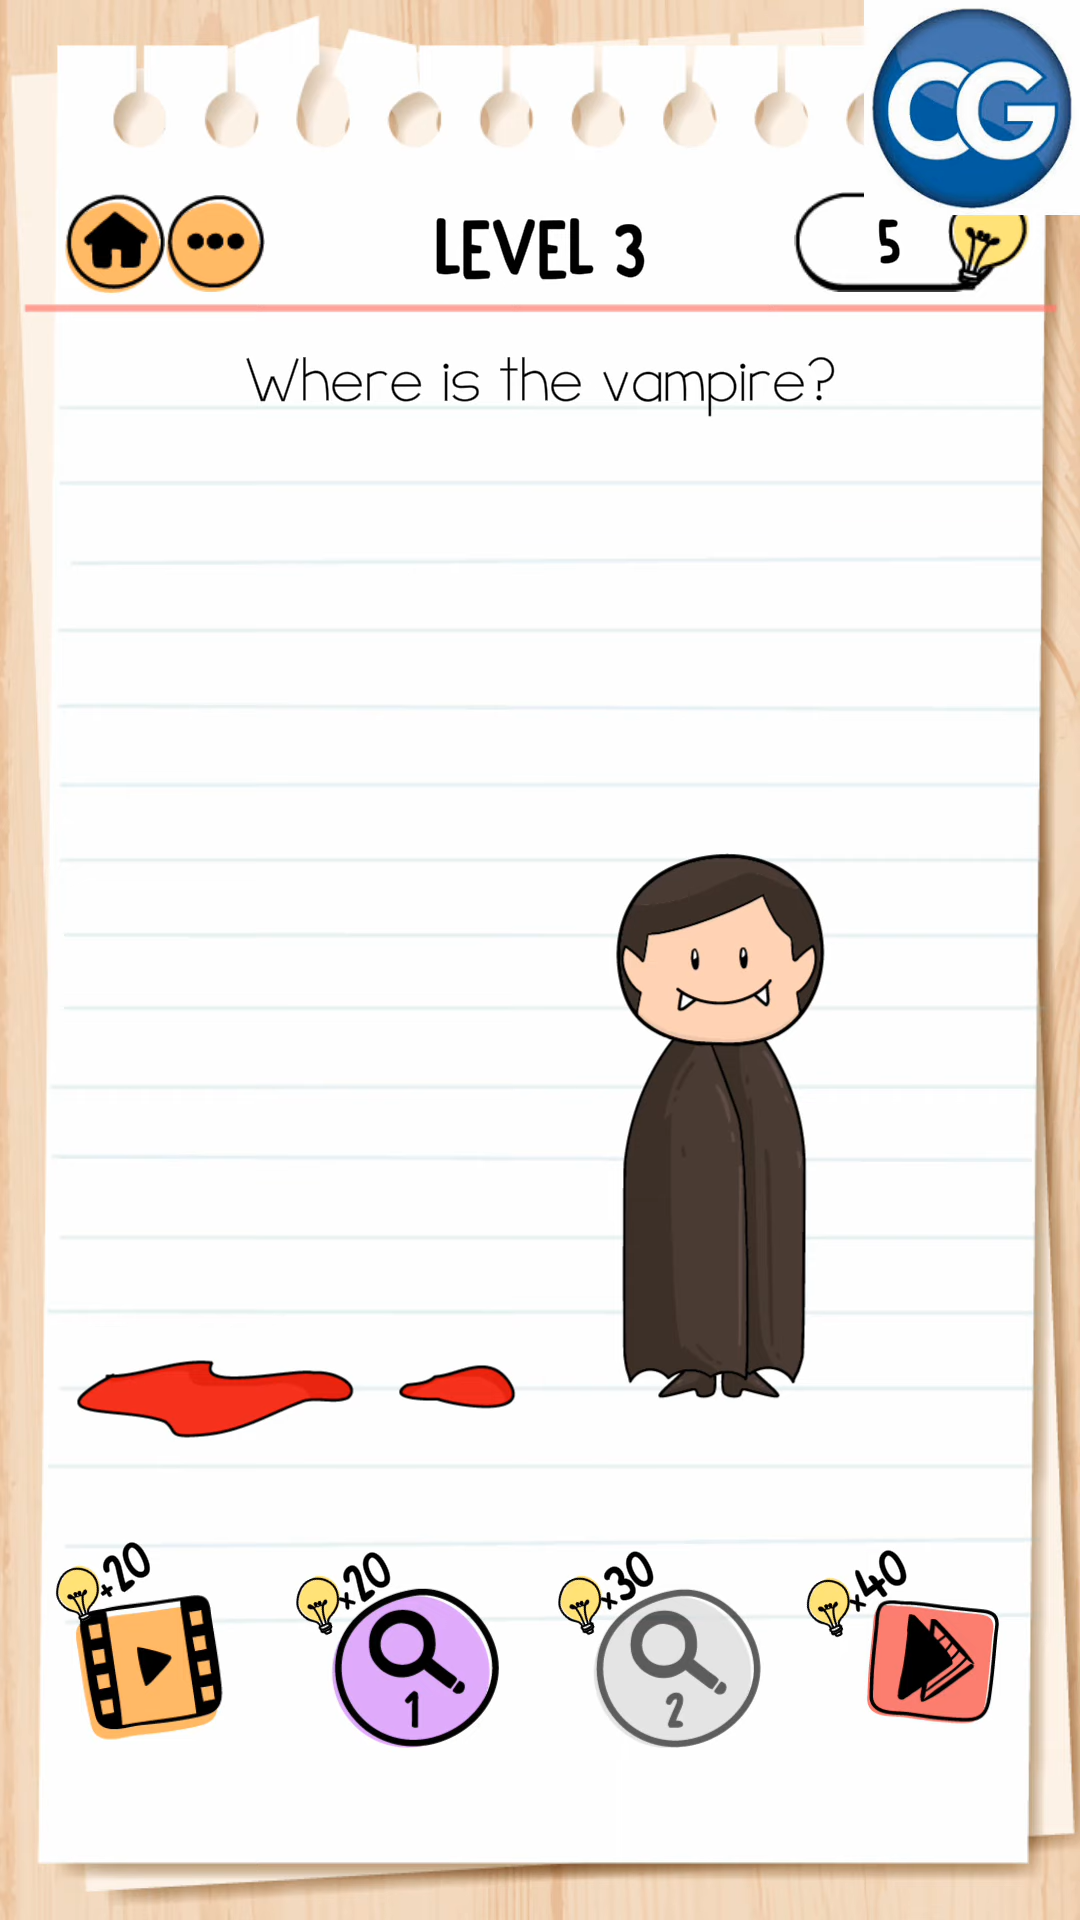 CG
LEVEL 3
5
Where is the vampire?
+20
x20
x30
x40
1
2